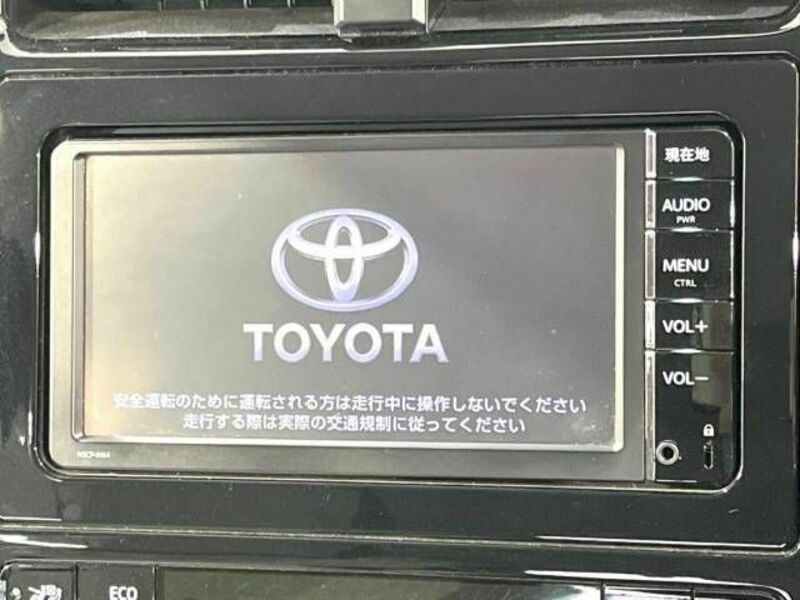 現在地
AUDIO
PWR
MENU
CTRL
VOL+
VOL−
TOYOTA
安全運転のために運転される方は走行中に操作しないでください
走行する際は実際の交通規制に従ってください
NSCP-W64
ECO